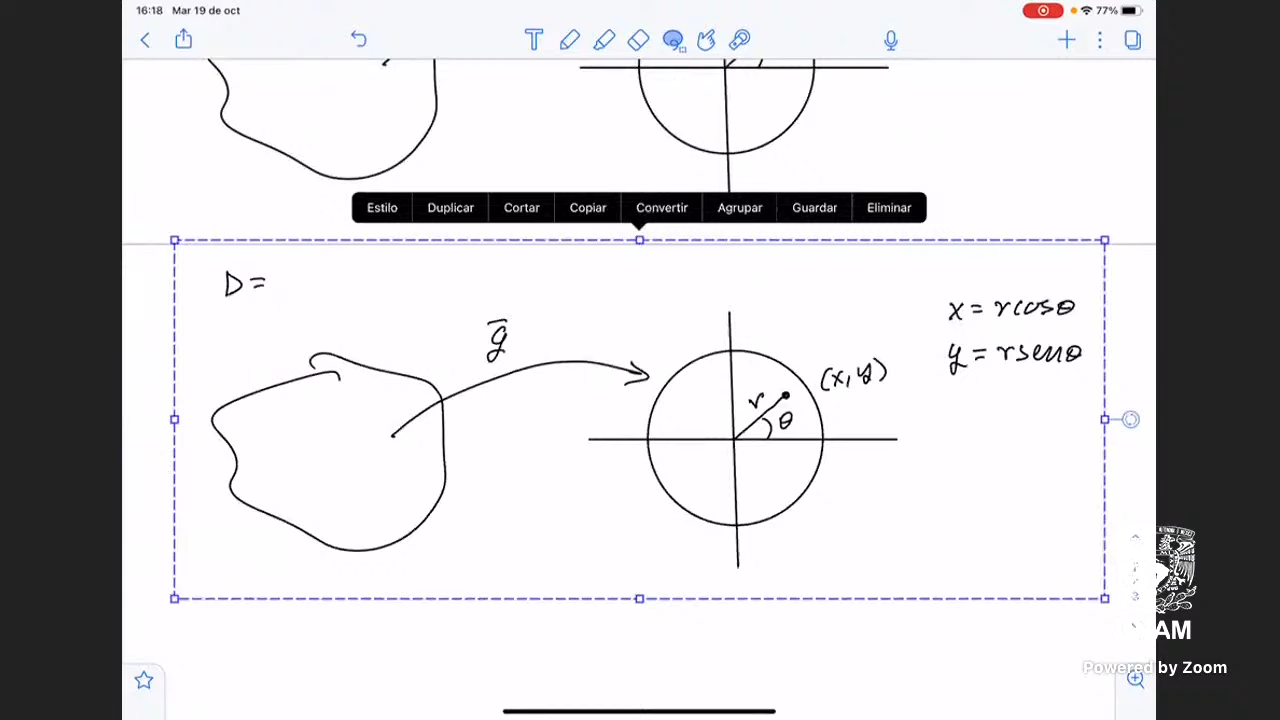 16:18 Mar 19 de oct
77%
Estilo Duplicar Cortar Copiar Convertir Agrupar Guardar Eliminar
D =
x = r cos θ
g̅
y = r sen θ
(x, y)
r
θ
Powered by Zoom